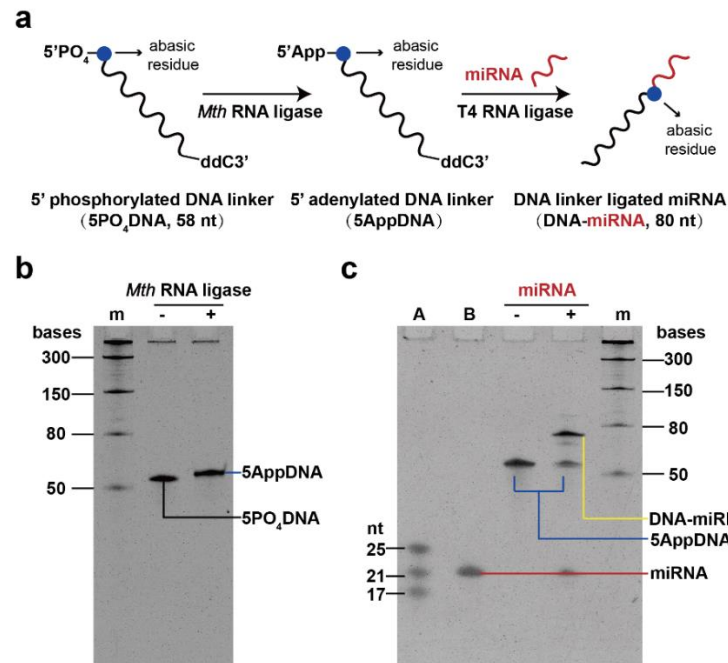 a
5'PO4
abasic
residue
Mth RNA ligase
ddC3'
5' phosphorylated DNA linker
(5PO4DNA, 58 nt)
5'App
abasic
residue
miRNA
T4 RNA ligase
ddC3'
5' adenylated DNA linker
(5AppDNA)
abasic
residue
DNA linker ligated miRNA
(DNA-miRNA, 80 nt)
b
Mth RNA ligase
bases m - +
300
150
80
50
5AppDNA
5PO4DNA
c
miRNA
A B - + m bases
300
150
80
50
DNA-miR
5AppDNA
miRNA
nt
25
21
17